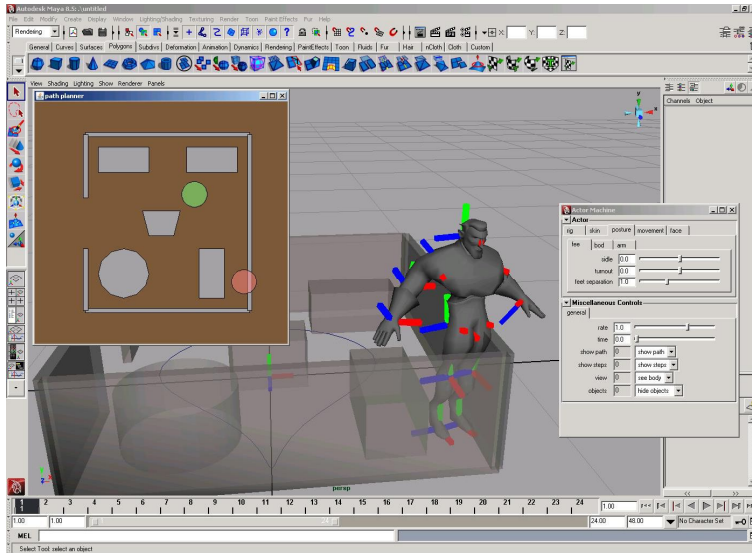 Autodesk Maya 8.5: .\untitled
File Edit Modify Create Display Window Lighting/Shading Texturing Render Toon Paint Effects Fur Help
Rendering X Y Z:
General Curves Surfaces Polygons Subdivs Deformation Animation Dynamics Rendering PaintEffects Toon Fluids Fur Hair nCloth Cloth Custom
View Shading Lighting Show Renderer Panels
path planner
Channels Object
Actor Machine
Actor
rig skin posture movement face
fee bod arm
sidle 0.0
turnout 0.0
feet separation 1.0
Miscellaneous Controls
general
rate 1.0
time 0.0
show path 0 show path
show steps 0 show steps
view 0 see body
objects 0 hide objects
y
x
persp
1 2 3 4 5 6 7 8 9 10 11 12 13 14 15 16 17 18 19 20 21 22 23 24 1.00
1.00 1.00 1 24 24.00 48.00 No Character Set
MEL
Select Tool: select an object